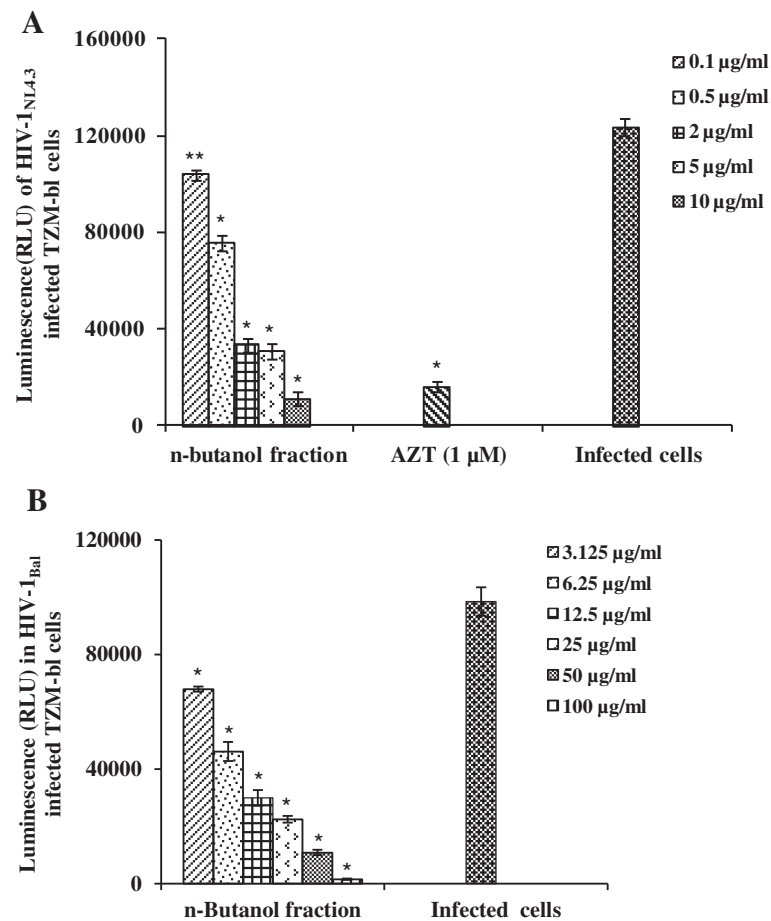 A
160000
120000
80000
40000
0
Luminescence(RLU) of HIV-1NL4.3
infected TZM-bl cells
**
*
*
*
*
*
n-butanol fraction
AZT (1 µM)
Infected cells
0.1 µg/ml
0.5 µg/ml
2 µg/ml
5 µg/ml
10 µg/ml
B
120000
80000
40000
0
Luminescence (RLU) in HIV-1Bal
infected TZM-bl cells
*
*
*
*
*
*
n-Butanol fraction
Infected cells
3.125 µg/ml
6.25 µg/ml
12.5 µg/ml
25 µg/ml
50 µg/ml
100 µg/ml